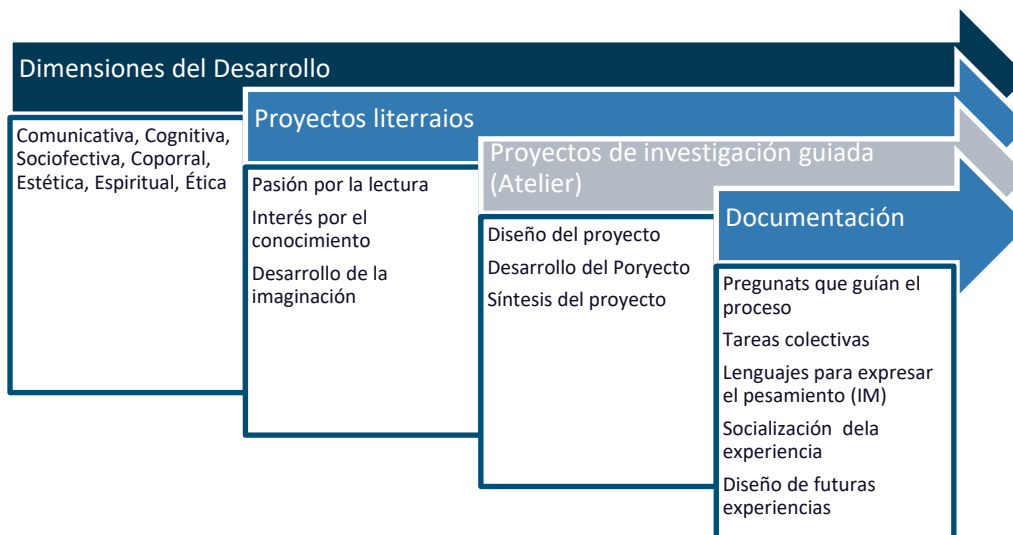 Dimensiones del Desarrollo
Comunicativa, Cognitiva,
Sociofectiva, Coporral,
Estética, Espiritual, Ética
Proyectos literraios
Pasión por la lectura
Interés por el
conocimiento
Desarrollo de la
imaginación
Proyectos de investigación guiada
(Atelier)
Diseño del proyecto
Desarrollo del Poryecto
Síntesis del proyecto
Documentación
Pregunats que guían el
proceso
Tareas colectivas
Lenguajes para expresar
el pesamiento (IM)
Socialización dela
experiencia
Diseño de futuras
experiencias